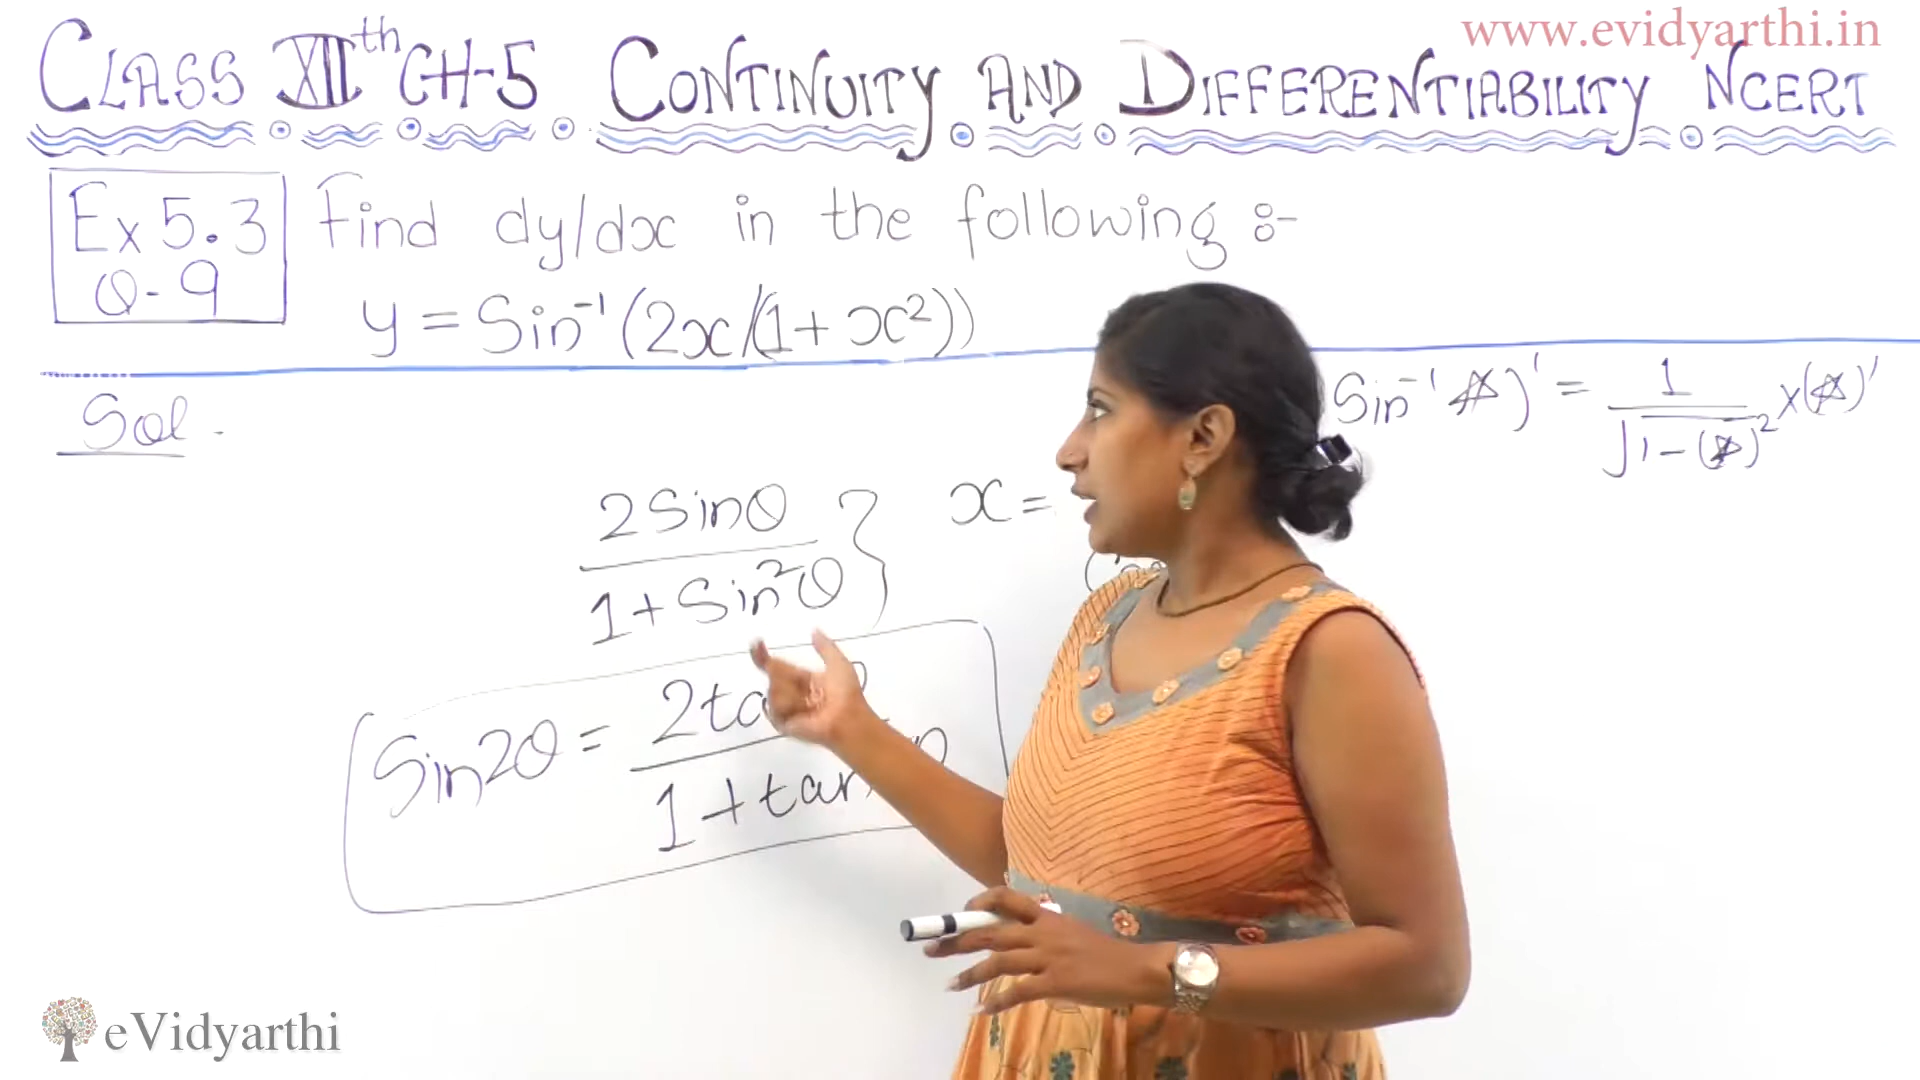 www.evidyarthi.in
CLASS XIIth CH-5 CONTINUITY AND DIFFERENTIABILITY NCERT
Ex 5.3
Q-9
Find dy/dx in the following :-
y = Sin⁻¹ (2x/(1+x²))
Sol.
Sin⁻¹ ☆)' = 1/√1-(☆)² × (☆)'
2Sinθ
1+Sin²θ
x =
Sin2θ = 2ta
1+tan
eVidyarthi